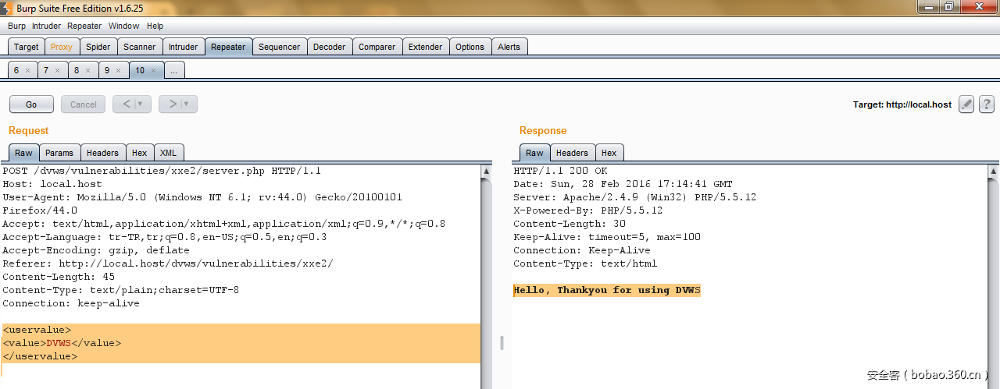 Burp Suite Free Edition v1.6.25
Burp Intruder Repeater Window Help
Target Proxy Spider Scanner Intruder Repeater Sequencer Decoder Comparer Extender Options Alerts
6 × 7 × 8 × 9 × 10 × ...
Go Cancel < > Target: http://local.host ?
Request
Raw Params Headers Hex XML
POST /dvws/vulnerabilities/xxe2/server.php HTTP/1.1
Host: local.host
User-Agent: Mozilla/5.0 (Windows NT 6.1; rv:44.0) Gecko/20100101
Firefox/44.0
Accept: text/html,application/xhtml+xml,application/xml;q=0.9,*/*;q=0.8
Accept-Language: tr-TR,tr;q=0.8,en-US;q=0.5,en;q=0.3
Accept-Encoding: gzip, deflate
Referer: http://local.host/dvws/vulnerabilities/xxe2/
Content-Length: 45
Content-Type: text/plain;charset=UTF-8
Connection: keep-alive
<uservalue>
<value>DVWS</value>
</uservalue>
Response
Raw Headers Hex
HTTP/1.1 200 OK
Date: Sun, 28 Feb 2016 17:14:41 GMT
Server: Apache/2.4.9 (Win32) PHP/5.5.12
X-Powered-By: PHP/5.5.12
Content-Length: 30
Keep-Alive: timeout=5, max=100
Connection: Keep-Alive
Content-Type: text/html
Hello, Thankyou for using DVWS
安全客（bobao.360.cn）